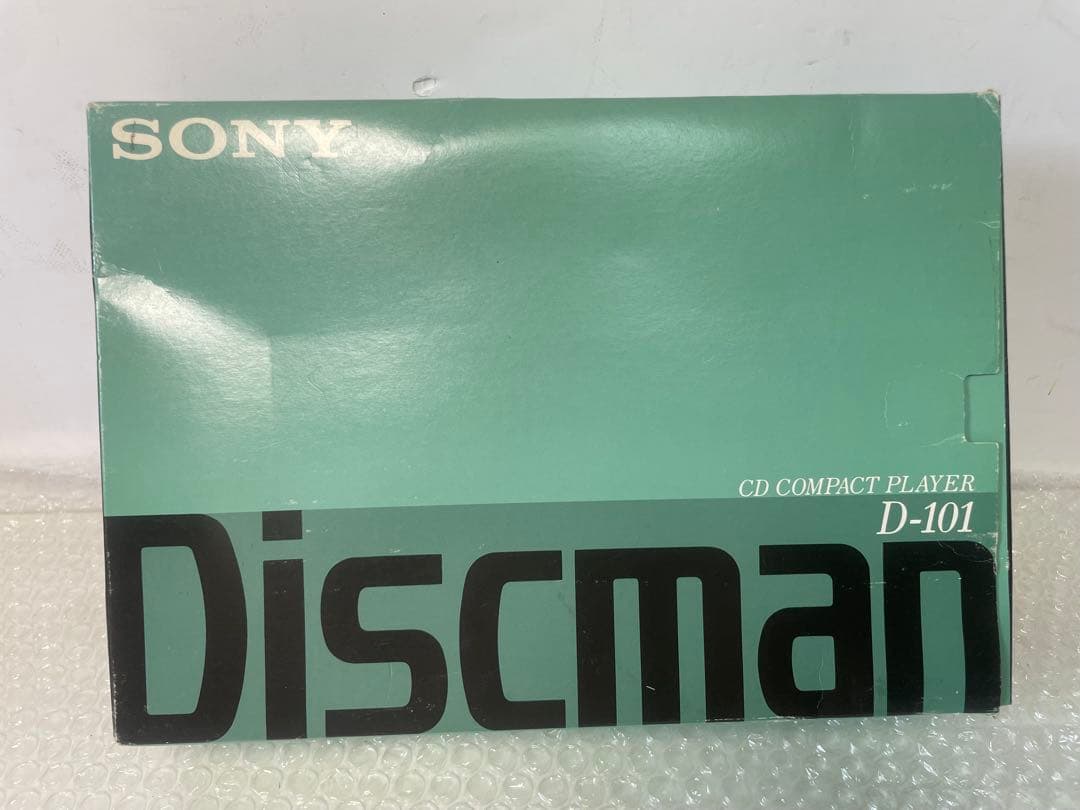 SONY
CD COMPACT PLAYER
D-101
Discman